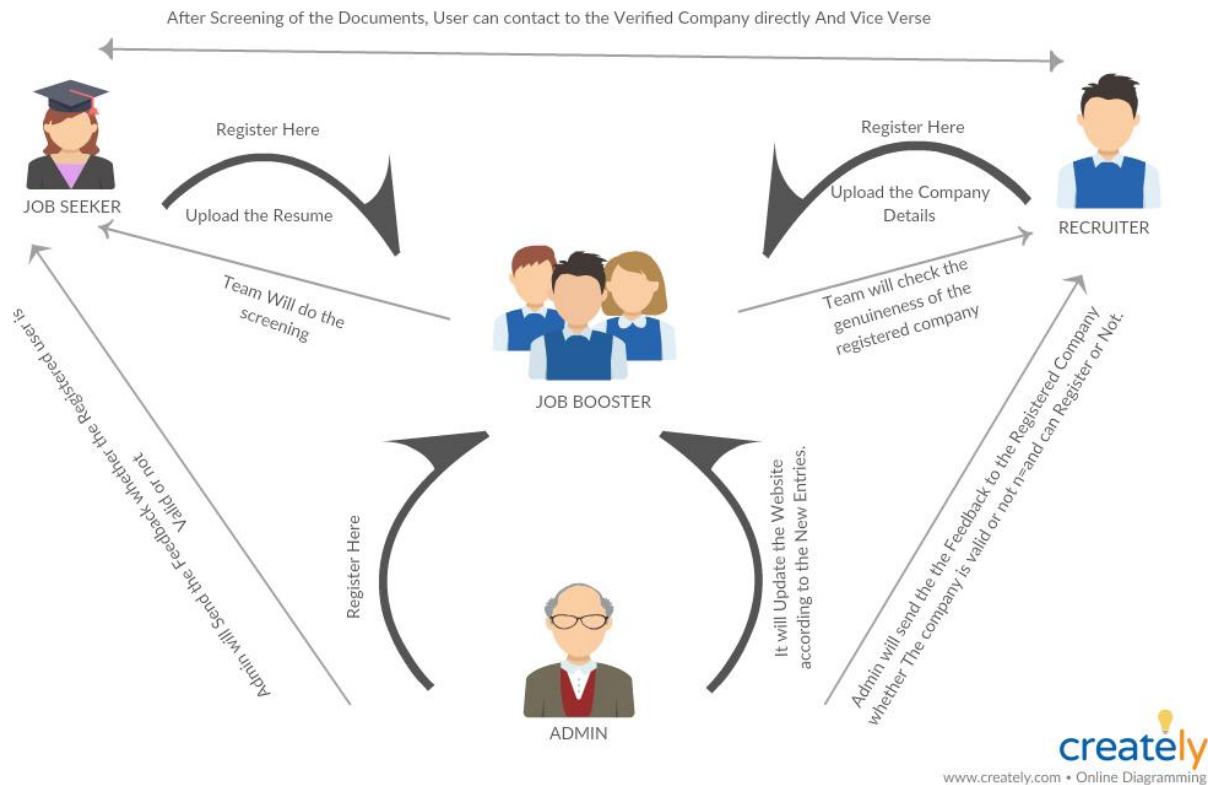 After Screening of the Documents, User can contact to the Verified Company directly And Vice Verse
Register Here
Upload the Resume
JOB SEEKER
Register Here
Upload the Company
Details
RECRUITER
Team Will do the
screening
Team will check the
genuineness of the
registered company
JOB BOOSTER
Admin will Send the Feedback whether the Registered user is
Valid or not
Register Here
It will Update the Website
according to the New Entries.
Admin will send the the Feedback to the Registered Company
whether The company is valid or not n=and can Register or Not.
ADMIN
creately
www.creately.com • Online Diagramming